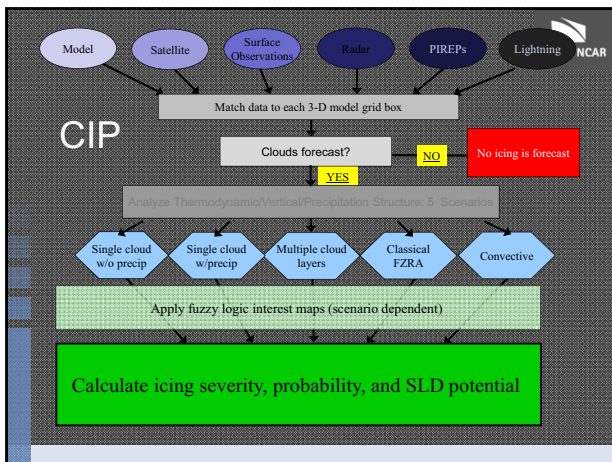 NCAR
Model
Satellite
Surface
Observations
Radar
PIREPs
Lightning
Match data to each 3-D model grid box
CIP
Clouds forecast?
NO
No icing is forecast
YES
Analyze Thermodynamic/Vertical/Precipitation Structure: 5 Scenarios
Single cloud
w/o precip
Single cloud
w/precip
Multiple cloud
layers
Classical
FZRA
Convective
Apply fuzzy logic interest maps (scenario dependent)
Calculate icing severity, probability, and SLD potential